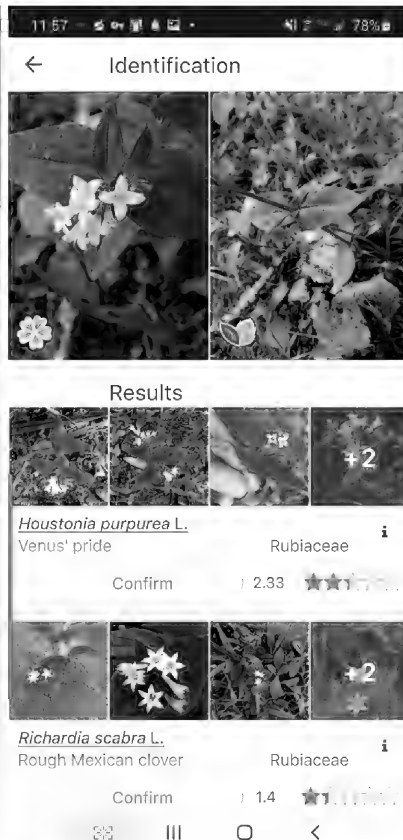 11:57 78%
Identification
Results
+2
Houstonia purpurea L.
Venus' pride Rubiaceae
Confirm 2.33
+2
Richardia scabra L.
Rough Mexican clover Rubiaceae
Confirm 1.4